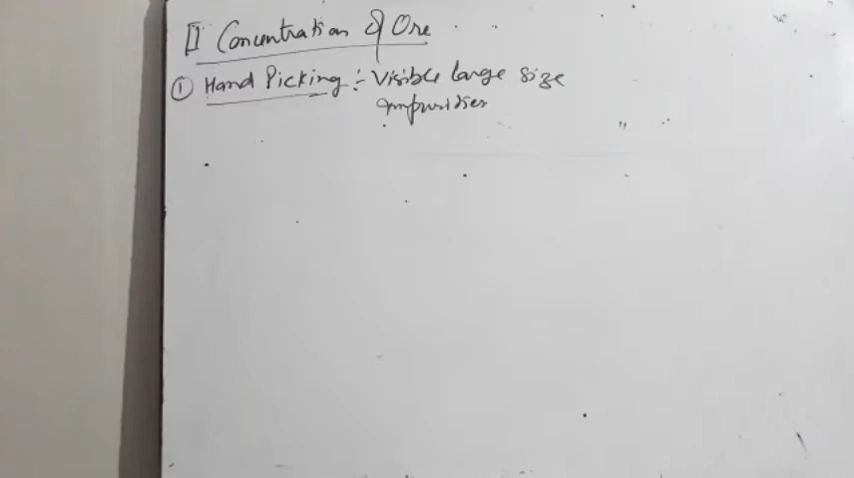 II Concentration of Ore
① Hand Picking :- Visible large size
impurities